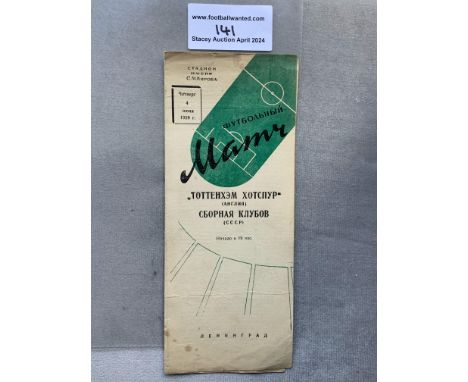 www.footballwanted.com
141
Stacey Auction April 2024
СТАДИОН
ИМЕНИ
С.М.КИРОВА
Четверг
4
июня
1959 г.
ФУТБОЛЬНЫЙ
Матч
„ТОТТЕНХЭМ ХОТСПУР"
(АНГЛИЯ)
СБОРНАЯ КЛУБОВ
(СССР)
Начало в 19 час.
ЛЕНИНГРАД